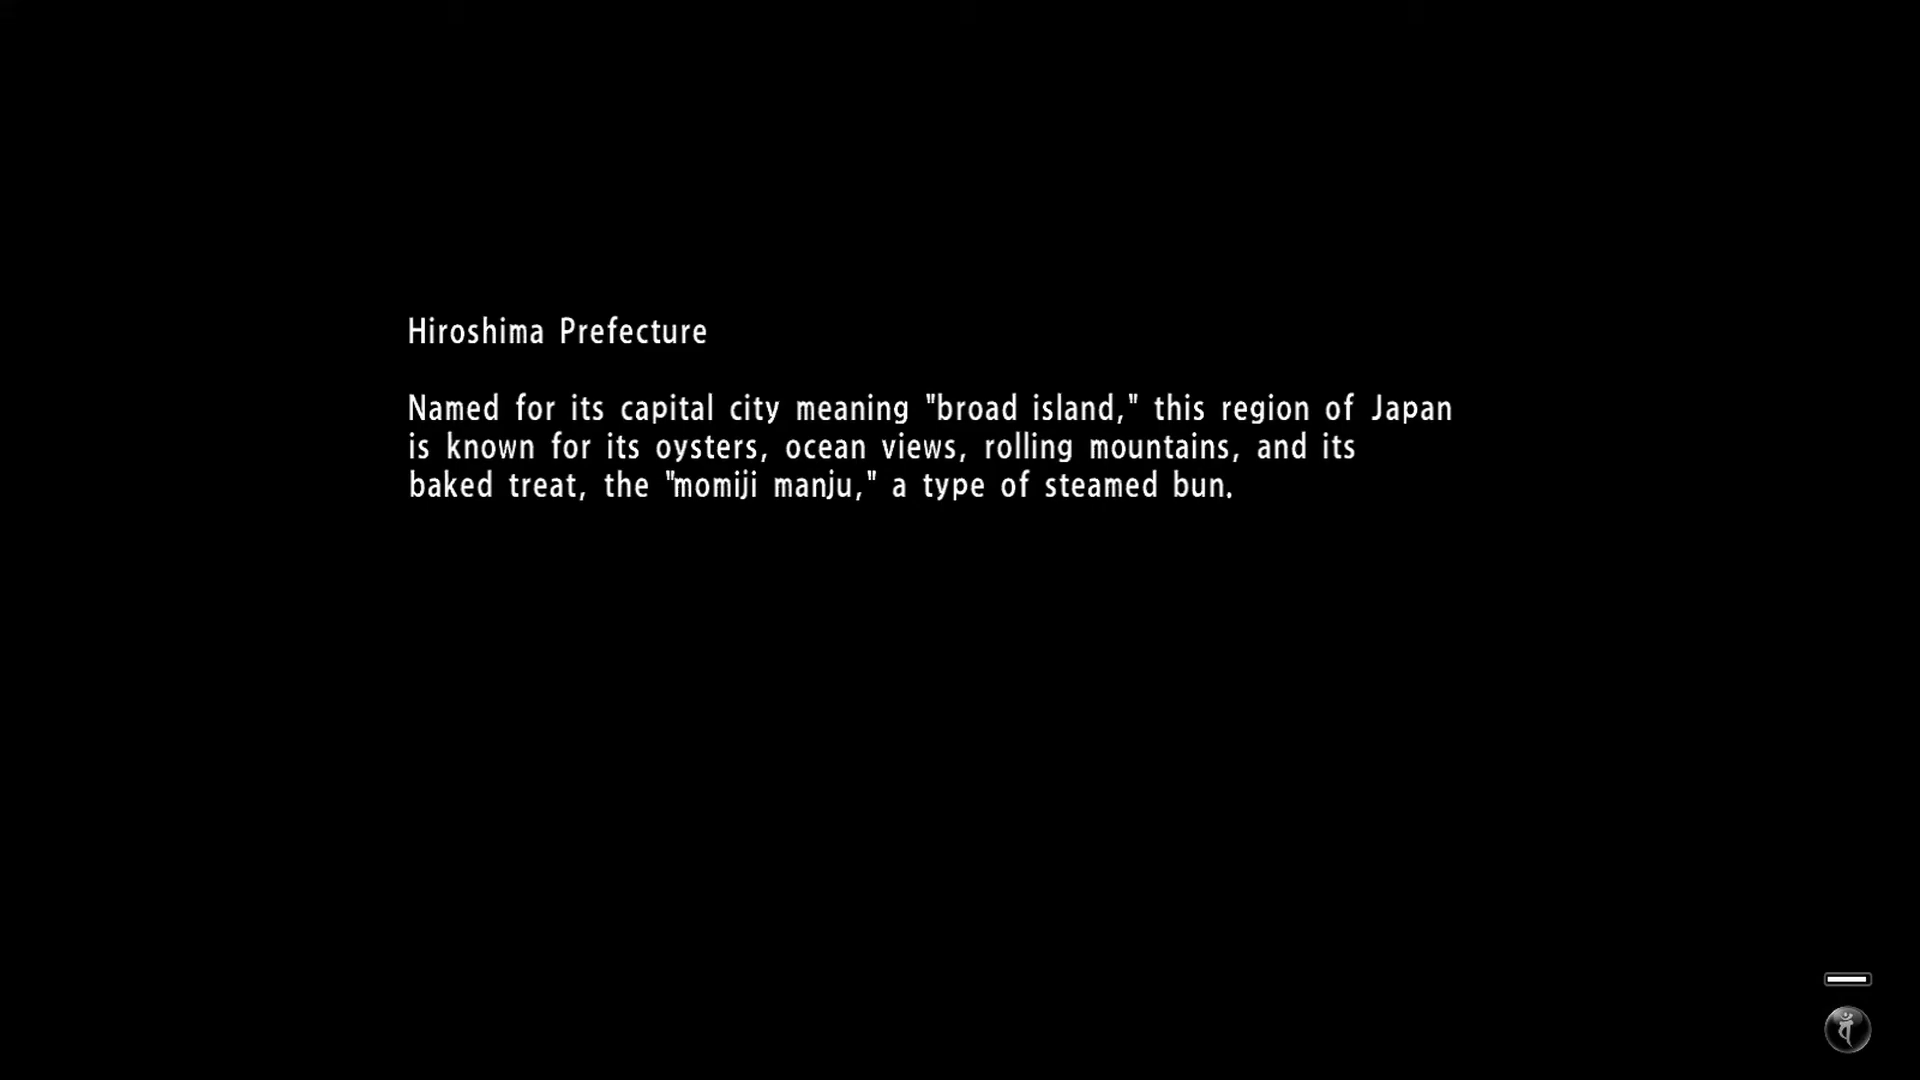 Hiroshima Prefecture
Named for its capital city meaning "broad island," this region of Japan
is known for its oysters, ocean views, rolling mountains, and its
baked treat, the "momiji manju," a type of steamed bun.